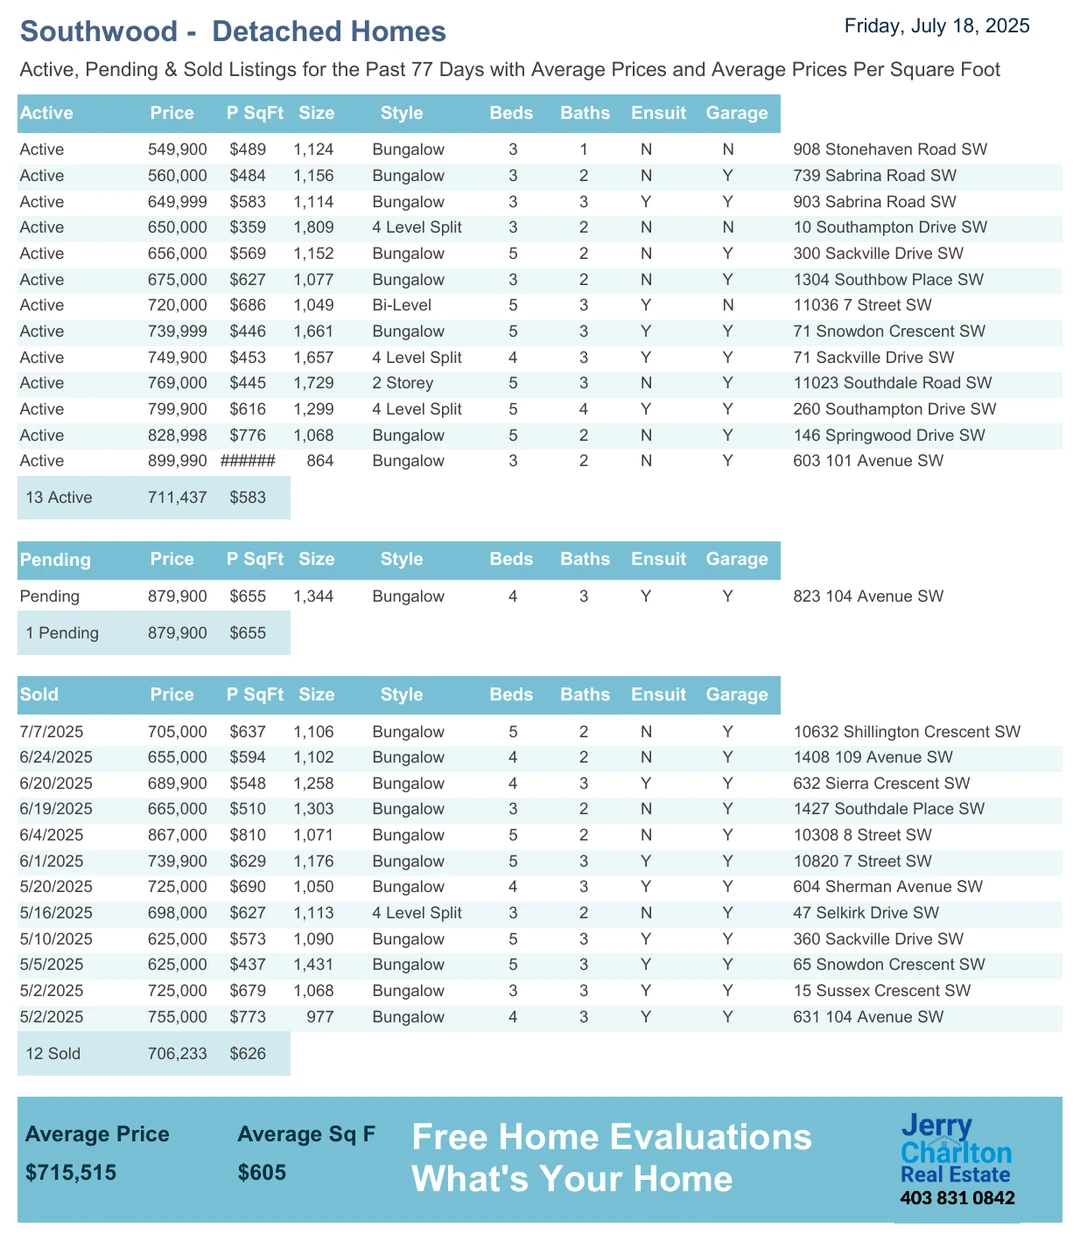 Southwood -  Detached Homes
Friday, July 18, 2025
Active, Pending & Sold Listings for the Past 77 Days with Average Prices and Average Prices Per Square Foot
Active Price P SqFt Size Style Beds Baths Ensuit Garage
Active 549,900 $489 1,124 Bungalow 3 1 N N 908 Stonehaven Road SW
Active 560,000 $484 1,156 Bungalow 3 2 N Y 739 Sabrina Road SW
Active 649,999 $583 1,114 Bungalow 3 3 Y Y 903 Sabrina Road SW
Active 650,000 $359 1,809 4 Level Split 3 2 N N 10 Southampton Drive SW
Active 656,000 $569 1,152 Bungalow 5 2 N Y 300 Sackville Drive SW
Active 675,000 $627 1,077 Bungalow 3 2 N Y 1304 Southbow Place SW
Active 720,000 $686 1,049 Bi-Level 5 3 Y N 11036 7 Street SW
Active 739,999 $446 1,661 Bungalow 5 3 Y Y 71 Snowdon Crescent SW
Active 749,900 $453 1,657 4 Level Split 4 3 Y Y 71 Sackville Drive SW
Active 769,000 $445 1,729 2 Storey 5 3 N Y 11023 Southdale Road SW
Active 799,900 $616 1,299 4 Level Split 5 4 Y Y 260 Southampton Drive SW
Active 828,998 $776 1,068 Bungalow 5 2 N Y 146 Springwood Drive SW
Active 899,990 ###### 864 Bungalow 3 2 N Y 603 101 Avenue SW
13 Active 711,437 $583
Pending Price P SqFt Size Style Beds Baths Ensuit Garage
Pending 879,900 $655 1,344 Bungalow 4 3 Y Y 823 104 Avenue SW
1 Pending 879,900 $655
Sold Price P SqFt Size Style Beds Baths Ensuit Garage
7/7/2025 705,000 $637 1,106 Bungalow 5 2 N Y 10632 Shillington Crescent SW
6/24/2025 655,000 $594 1,102 Bungalow 4 2 N Y 1408 109 Avenue SW
6/20/2025 689,900 $548 1,258 Bungalow 4 3 Y Y 632 Sierra Crescent SW
6/19/2025 665,000 $510 1,303 Bungalow 3 2 N Y 1427 Southdale Place SW
6/4/2025 867,000 $810 1,071 Bungalow 5 2 N Y 10308 8 Street SW
6/1/2025 739,900 $629 1,176 Bungalow 5 3 Y Y 10820 7 Street SW
5/20/2025 725,000 $690 1,050 Bungalow 4 3 Y Y 604 Sherman Avenue SW
5/16/2025 698,000 $627 1,113 4 Level Split 3 2 N Y 47 Selkirk Drive SW
5/10/2025 625,000 $573 1,090 Bungalow 5 3 Y Y 360 Sackville Drive SW
5/5/2025 625,000 $437 1,431 Bungalow 5 3 Y Y 65 Snowdon Crescent SW
5/2/2025 725,000 $679 1,068 Bungalow 3 3 Y Y 15 Sussex Crescent SW
5/2/2025 755,000 $773 977 Bungalow 4 3 Y Y 631 104 Avenue SW
12 Sold 706,233 $626
Average Price Average Sq F
$715,515 $605
Free Home Evaluations
What's Your Home
Jerry
Charlton
Real Estate
403 831 0842